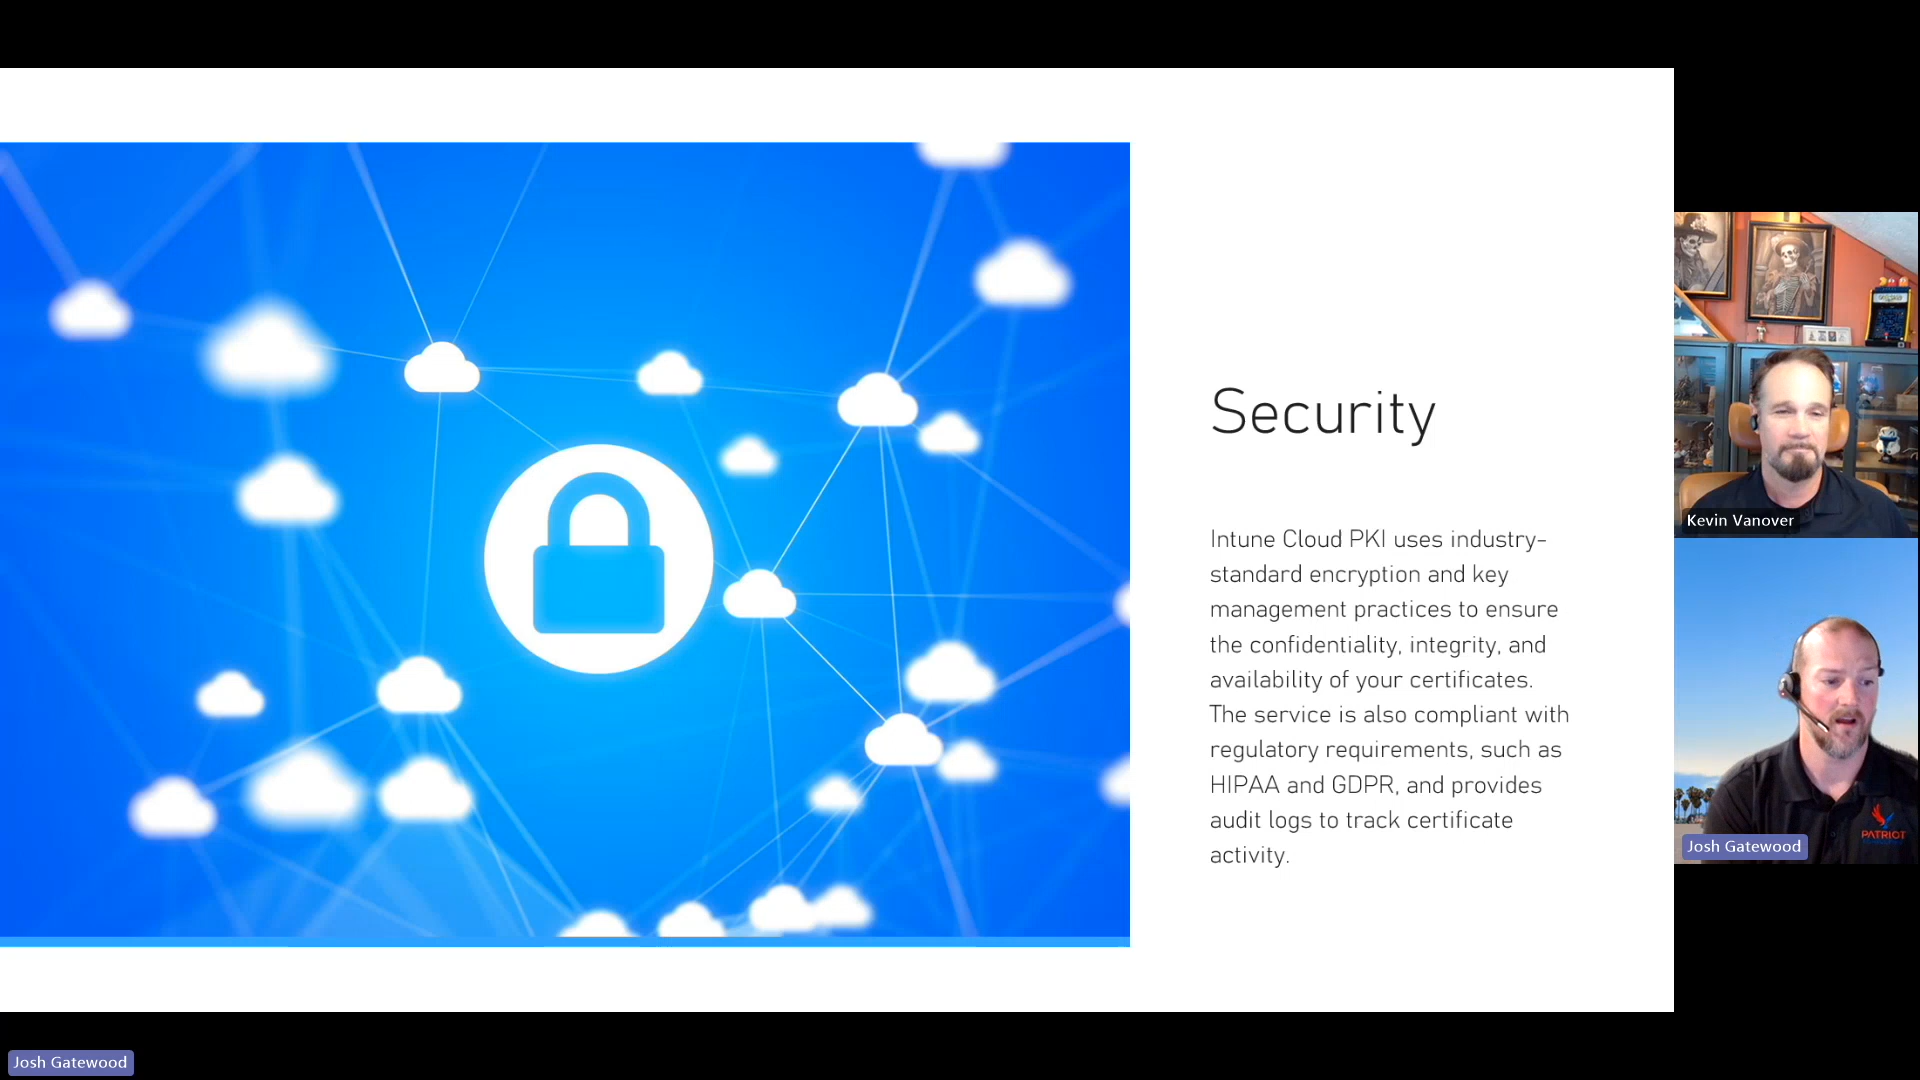 Security
Intune Cloud PKI uses industry-
standard encryption and key
management practices to ensure
the confidentiality, integrity, and
availability of your certificates.
The service is also compliant with
regulatory requirements, such as
HIPAA and GDPR, and provides
audit logs to track certificate
activity.
Kevin Vanover
PATRIOT
Josh Gatewood
Josh Gatewood